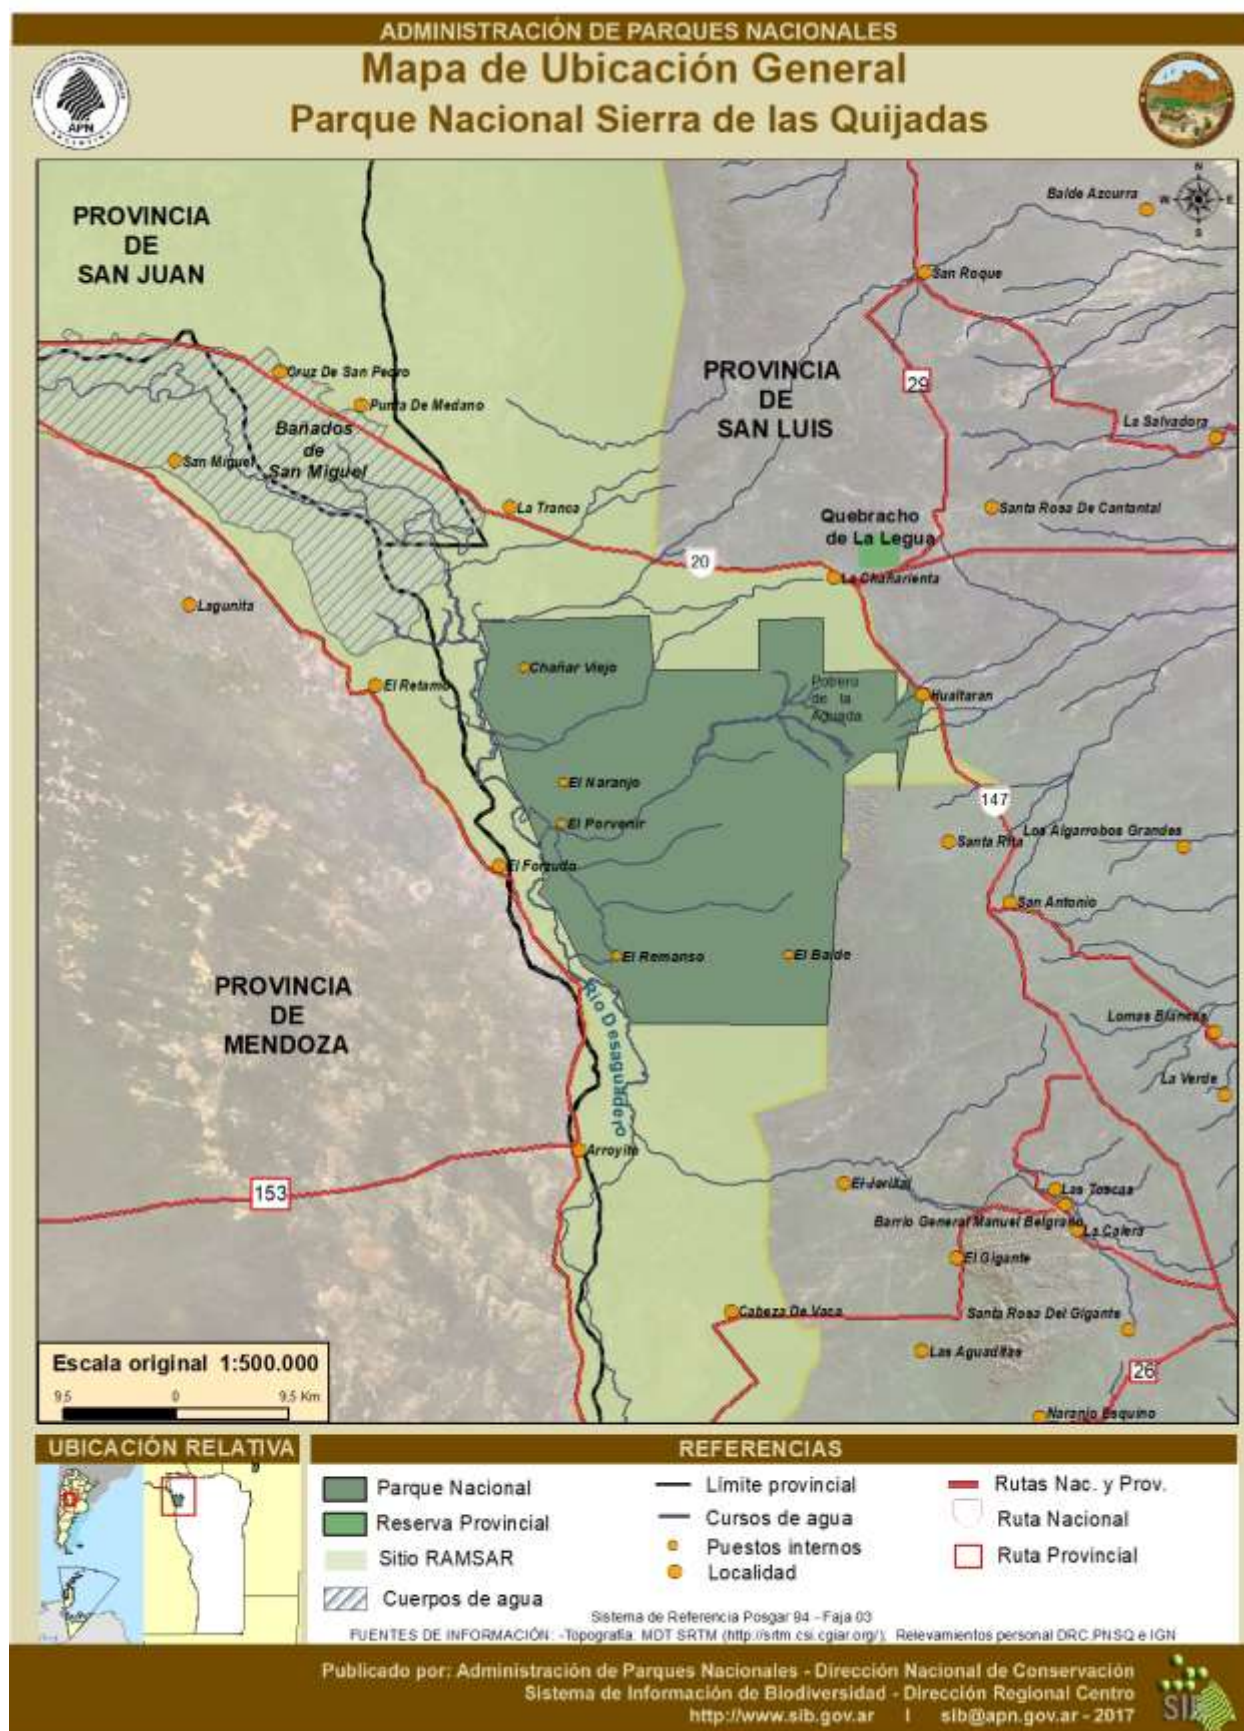 ADMINISTRACIÓN DE PARQUES NACIONALES
Mapa de Ubicación General
Parque Nacional Sierra de las Quijadas
APN
PROVINCIA
DE
SAN JUAN
Balde Azcurra
N
W
E
S
San Roque
PROVINCIA
DE
SAN LUIS
29
Cruz De San Pedro
Punta De Medano
Bañados
de
San Miguel
San Miguel
La Salvadora
La Tranca
Santa Rosa De Cantantal
Quebracho
de La Legua
20
La Chañarienta
Lagunita
Chañar Viejo
El Retamo
Potrero
de la
Aguada
Hualtaran
El Naranjo
147
El Porvenir
Los Algarrobos Grandes
Santa Rita
El Forzudo
San Antonio
El Remanso
El Balde
PROVINCIA
DE
MENDOZA
Río Desaguadero
Lomas Blancas
La Verde
Arroyito
153
El Jarillal
Las Toscas
Barrio General Manuel Belgrano
La Calera
El Gigante
Cabeza De Vaca
Santa Rosa Del Gigante
Las Aguaditas
26
Naranjo Esquino
Escala original 1:500.000
9,5 0 9,5 Km
UBICACIÓN RELATIVA
REFERENCIAS
Parque Nacional
Reserva Provincial
Sitio RAMSAR
Cuerpos de agua
Límite provincial
Cursos de agua
Puestos internos
Localidad
Rutas Nac. y Prov.
Ruta Nacional
Ruta Provincial
Sistema de Referencia Posgar 94 - Faja 03
FUENTES DE INFORMACIÓN: -Topografía: MDT SRTM (http://srtm.csi.cgiar.org/). Relevamientos personal DRC,PNSQ e IGN
Publicado por: Administración de Parques Nacionales - Dirección Nacional de Conservación
Sistema de Información de Biodiversidad - Dirección Regional Centro
http://www.sib.gov.ar I sib@apn.gov.ar - 2017
SIB